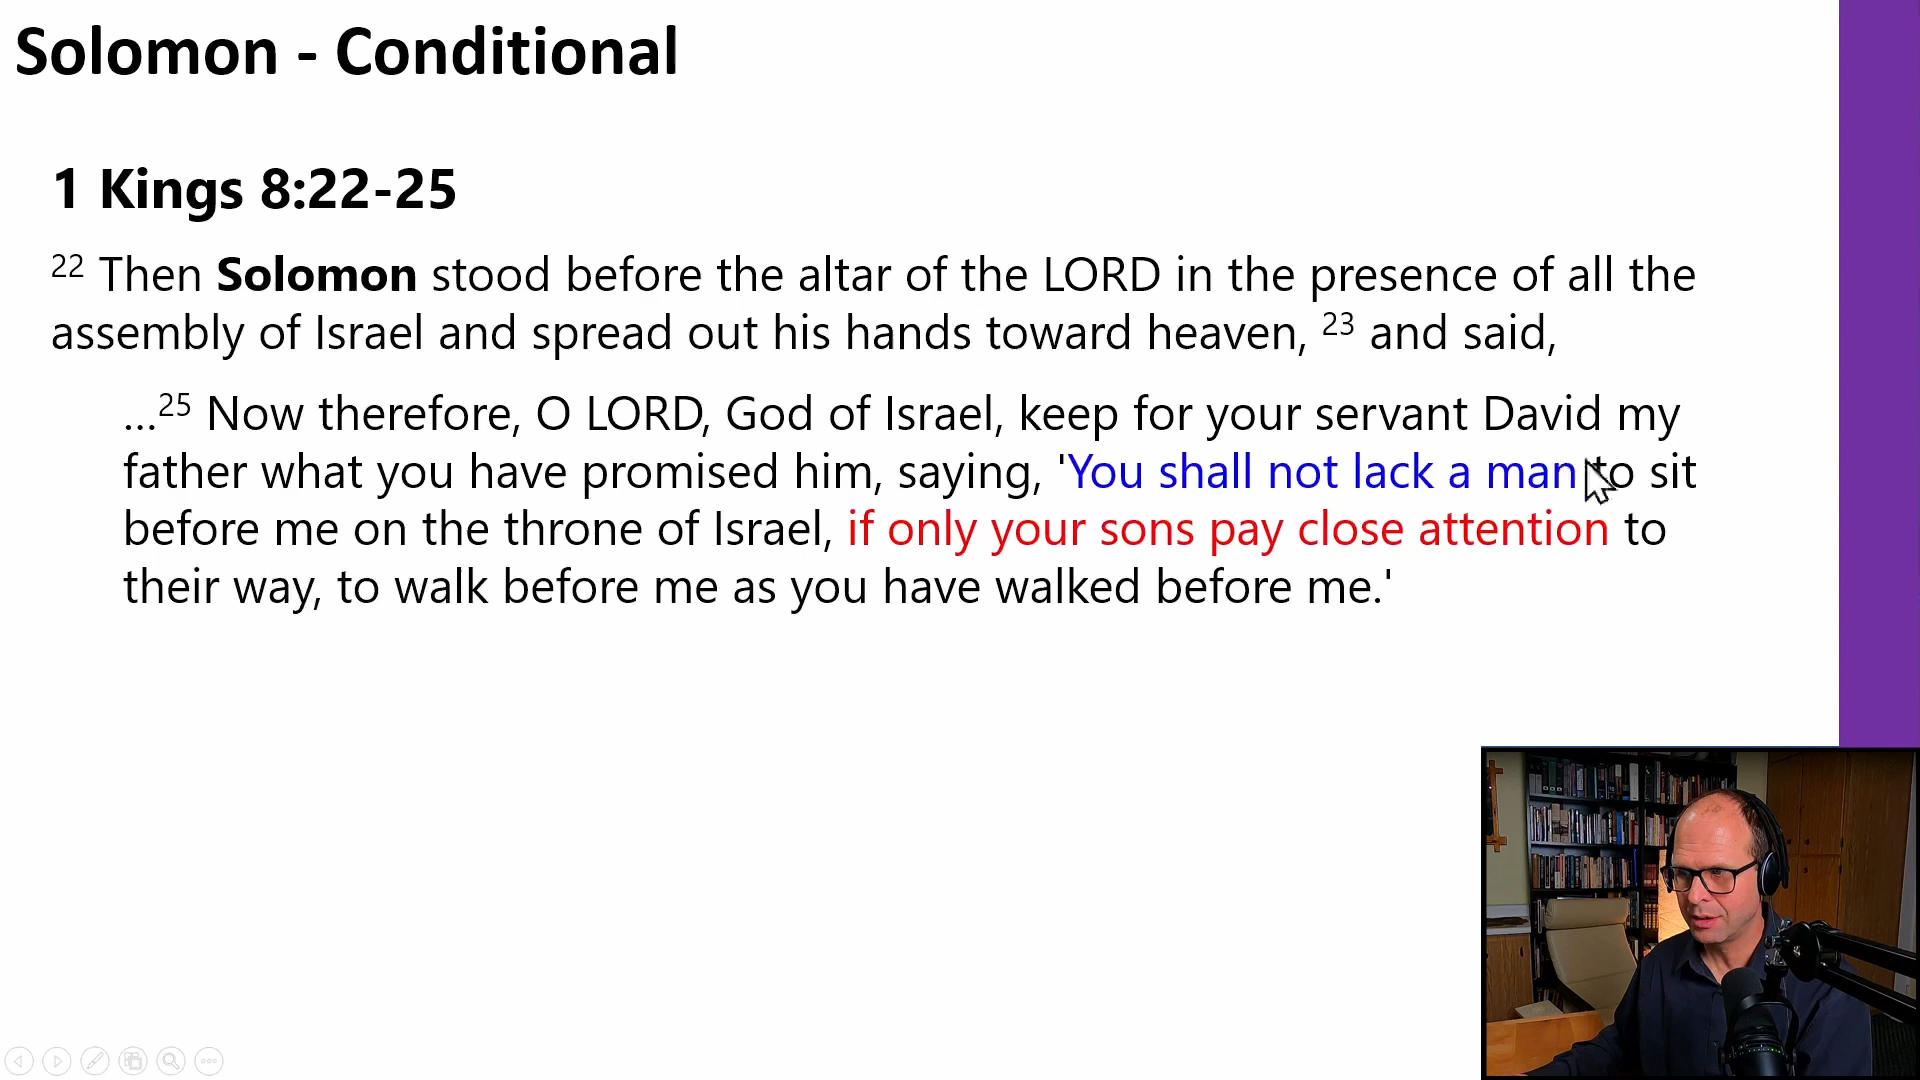 Solomon - Conditional
1 Kings 8:22-25
22 Then Solomon stood before the altar of the LORD in the presence of all the
assembly of Israel and spread out his hands toward heaven, 23 and said,
...25 Now therefore, O LORD, God of Israel, keep for your servant David my
father what you have promised him, saying, 'You shall not lack a man to sit
before me on the throne of Israel, if only your sons pay close attention to
their way, to walk before me as you have walked before me.'